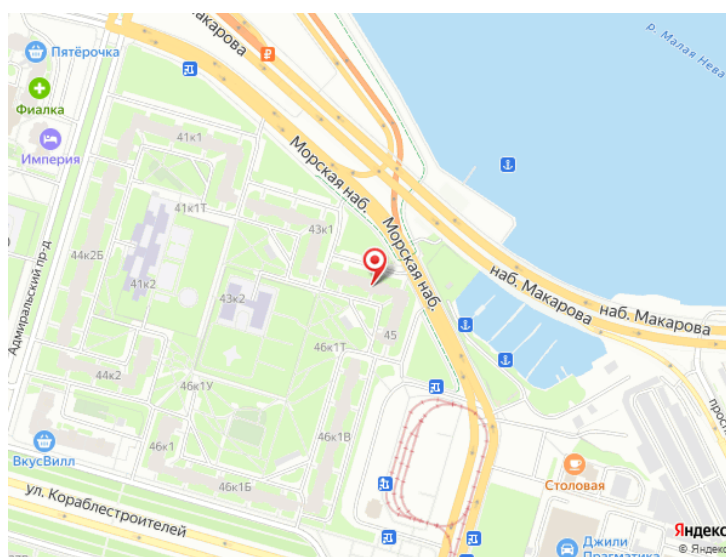 Макарова
р. Малая Нева
Пятёрочка
Фиалка
Империя
41к1
Морская наб.
41к1Т
43к1
Морская наб.
44к2Б
41к2
43к2
Адмиральский пр-д
наб. Макарова
наб. Макарова
45
46к1Т
44к2
46к1У
46к1В
46к1
ВкусВилл
46к1Б
ул. Кораблестроителей
Столовая
Джили
Прагматика
Яндекс
© Яндекс